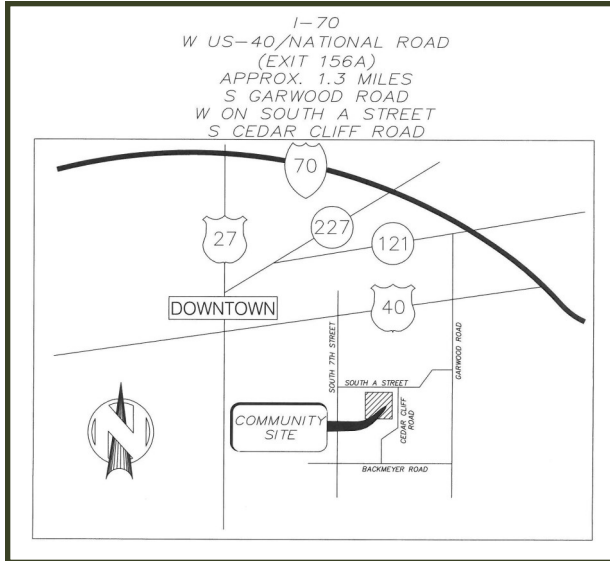 I-70
W US-40/NATIONAL ROAD
(EXIT 156A)
APPROX. 1.3 MILES
S GARWOOD ROAD
W ON SOUTH A STREET
S CEDAR CLIFF ROAD
70
227
27
121
DOWNTOWN
40
SOUTH 7TH STREET
GARWOOD ROAD
SOUTH A STREET
CEDAR CLIFF
ROAD
COMMUNITY
SITE
BACKMEYER ROAD
N